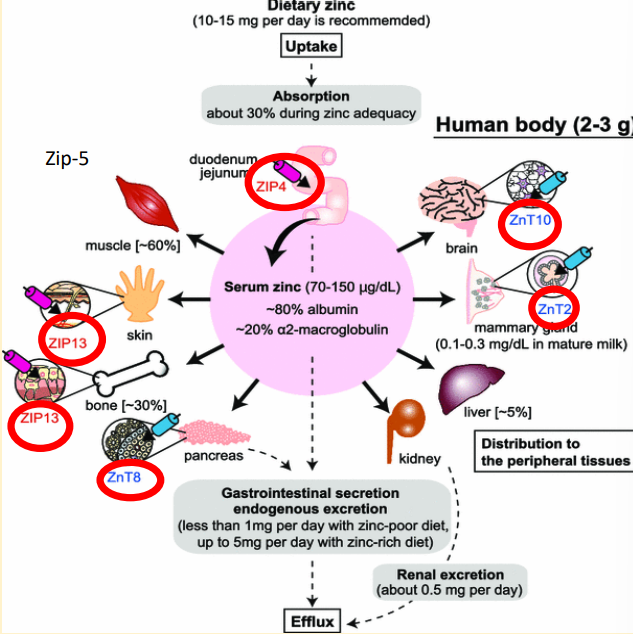 Dietary zinc
(10-15 mg per day is recommemded)
Uptake
Absorption
about 30% during zinc adequacy
Human body (2-3 g)
Zip-5
duodenum
jejunum
ZIP4
muscle [~60%]
brain
ZnT10
Serum zinc (70-150 µg/dL)
~80% albumin
~20% α2-macroglobulin
skin
ZIP13
mammary gland
(0.1-0.3 mg/dL in mature milk)
ZnT2
bone [~30%]
ZIP13
liver [~5%]
pancreas
ZnT8
kidney
Distribution to
the peripheral tissues
Gastrointestinal secretion
endogenous excretion
(less than 1mg per day with zinc-poor diet,
up to 5mg per day with zinc-rich diet)
Renal excretion
(about 0.5 mg per day)
Efflux